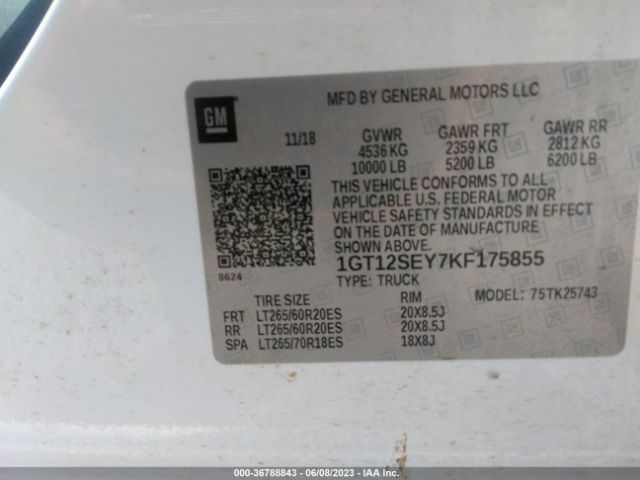 GM
MFD BY GENERAL MOTORS LLC
11/18
GVWR GAWR FRT GAWR RR
4536 KG 2359 KG 2812 KG
10000 LB 5200 LB 6200 LB
THIS VEHICLE CONFORMS TO ALL
APPLICABLE U.S. FEDERAL MOTOR
VEHICLE SAFETY STANDARDS IN EFFECT
ON THE DATE OF MANUFACTURE
SHOWN ABOVE.
8624
1GT12SEY7KF175855
TYPE: TRUCK MODEL: 75TK25743
TIRE SIZE RIM
FRT LT265/60R20ES 20X8.5J
RR LT265/60R20ES 20X8.5J
SPA LT265/70R18ES 18X8J
000-36788843 - 06/08/2023 - IAA Inc.